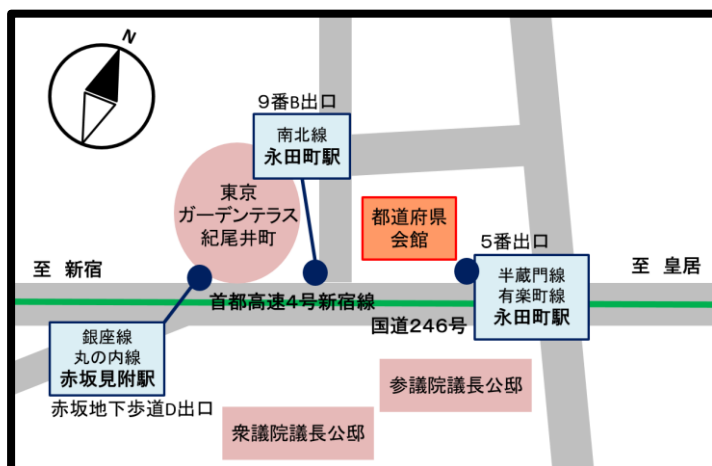 N
9番B出口
南北線
永田町駅
東京
ガーデンテラス
紀尾井町
都道府県
会館
5番出口
至 新宿
至 皇居
半蔵門線
有楽町線
永田町駅
首都高速4号新宿線
国道246号
銀座線
丸の内線
赤坂見附駅
赤坂地下歩道D出口
参議院議長公邸
衆議院議長公邸